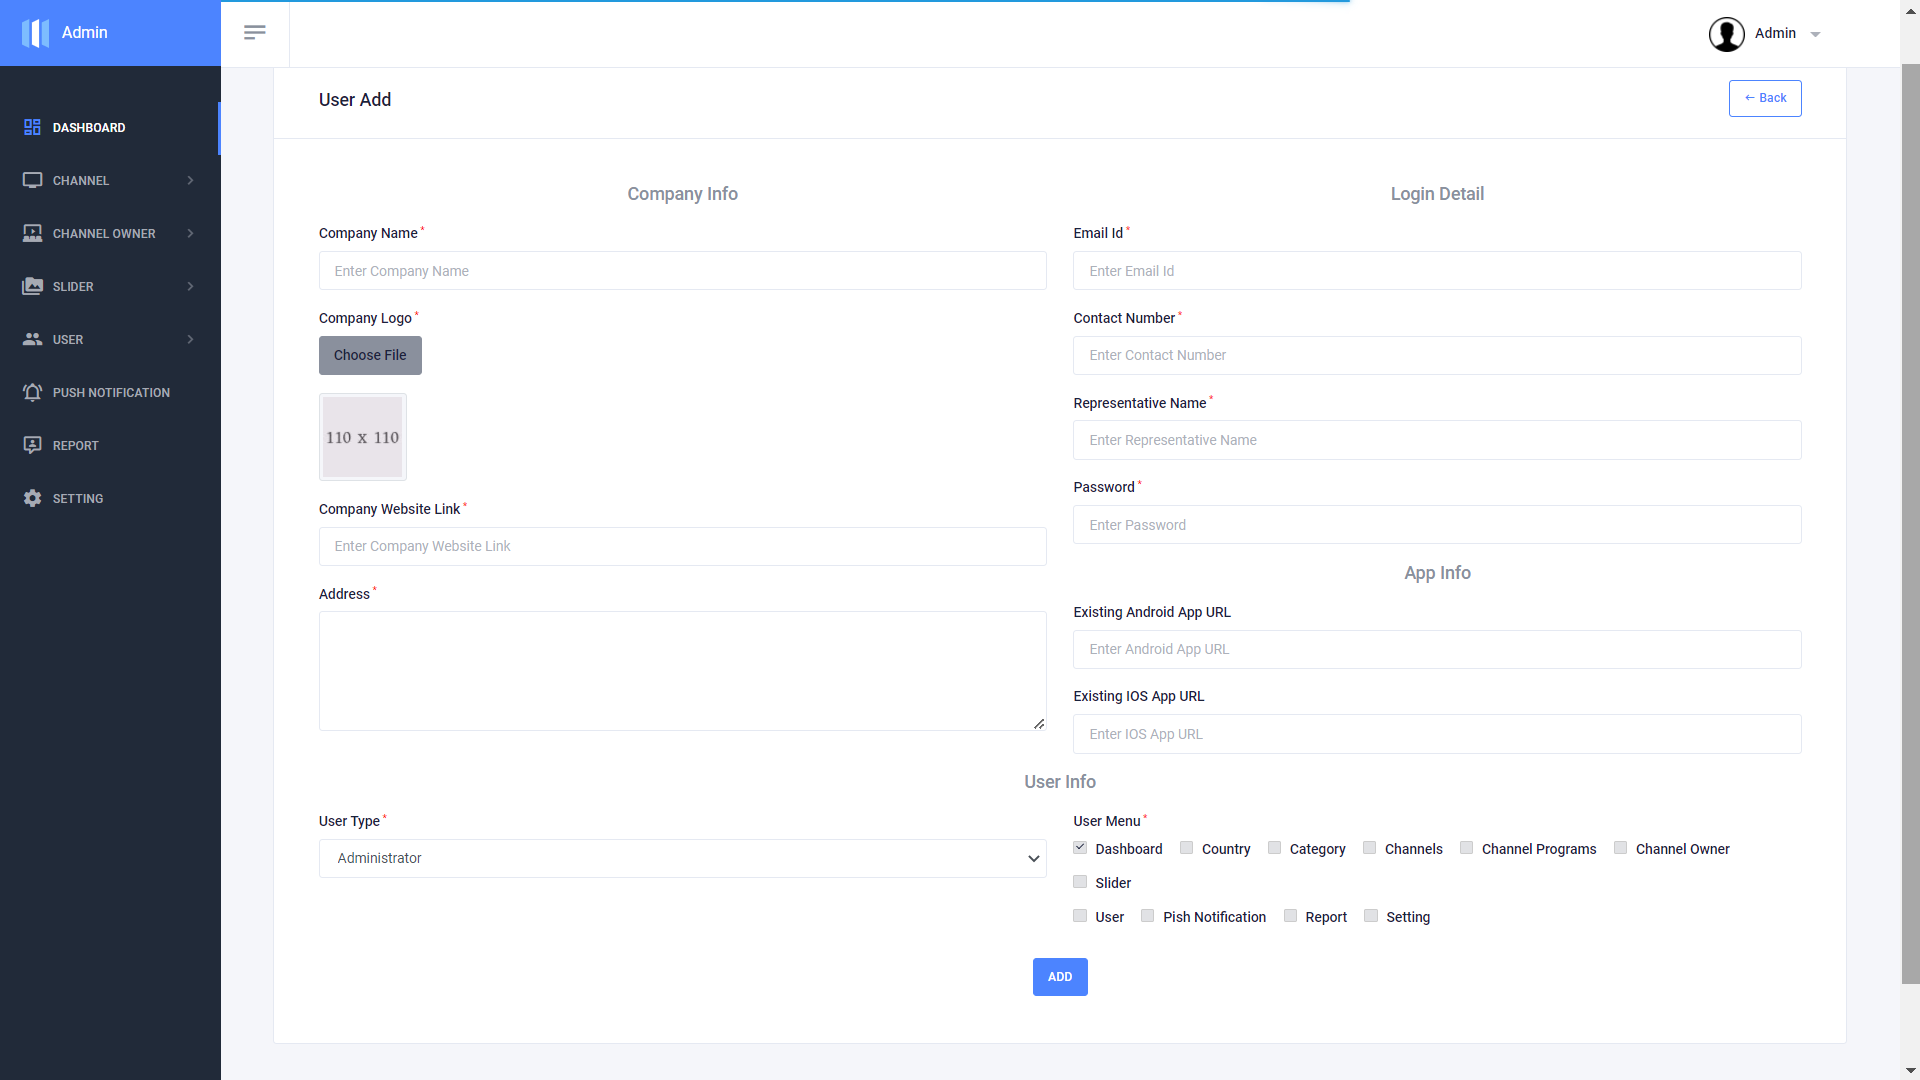 Admin
Admin
DASHBOARD
CHANNEL
CHANNEL OWNER
SLIDER
USER
PUSH NOTIFICATION
REPORT
SETTING
User Add
← Back
Company Info
Company Name *
Enter Company Name
Company Logo *
Choose File
110 x 110
Company Website Link *
Enter Company Website Link
Address *
Login Detail
Email Id *
Enter Email Id
Contact Number *
Enter Contact Number
Representative Name *
Enter Representative Name
Password *
Enter Password
App Info
Existing Android App URL
Enter Android App URL
Existing IOS App URL
Enter IOS App URL
User Info
User Type *
Administrator
User Menu *
Dashboard Country Category Channels Channel Programs Channel Owner
Slider
User Pish Notification Report Setting
ADD